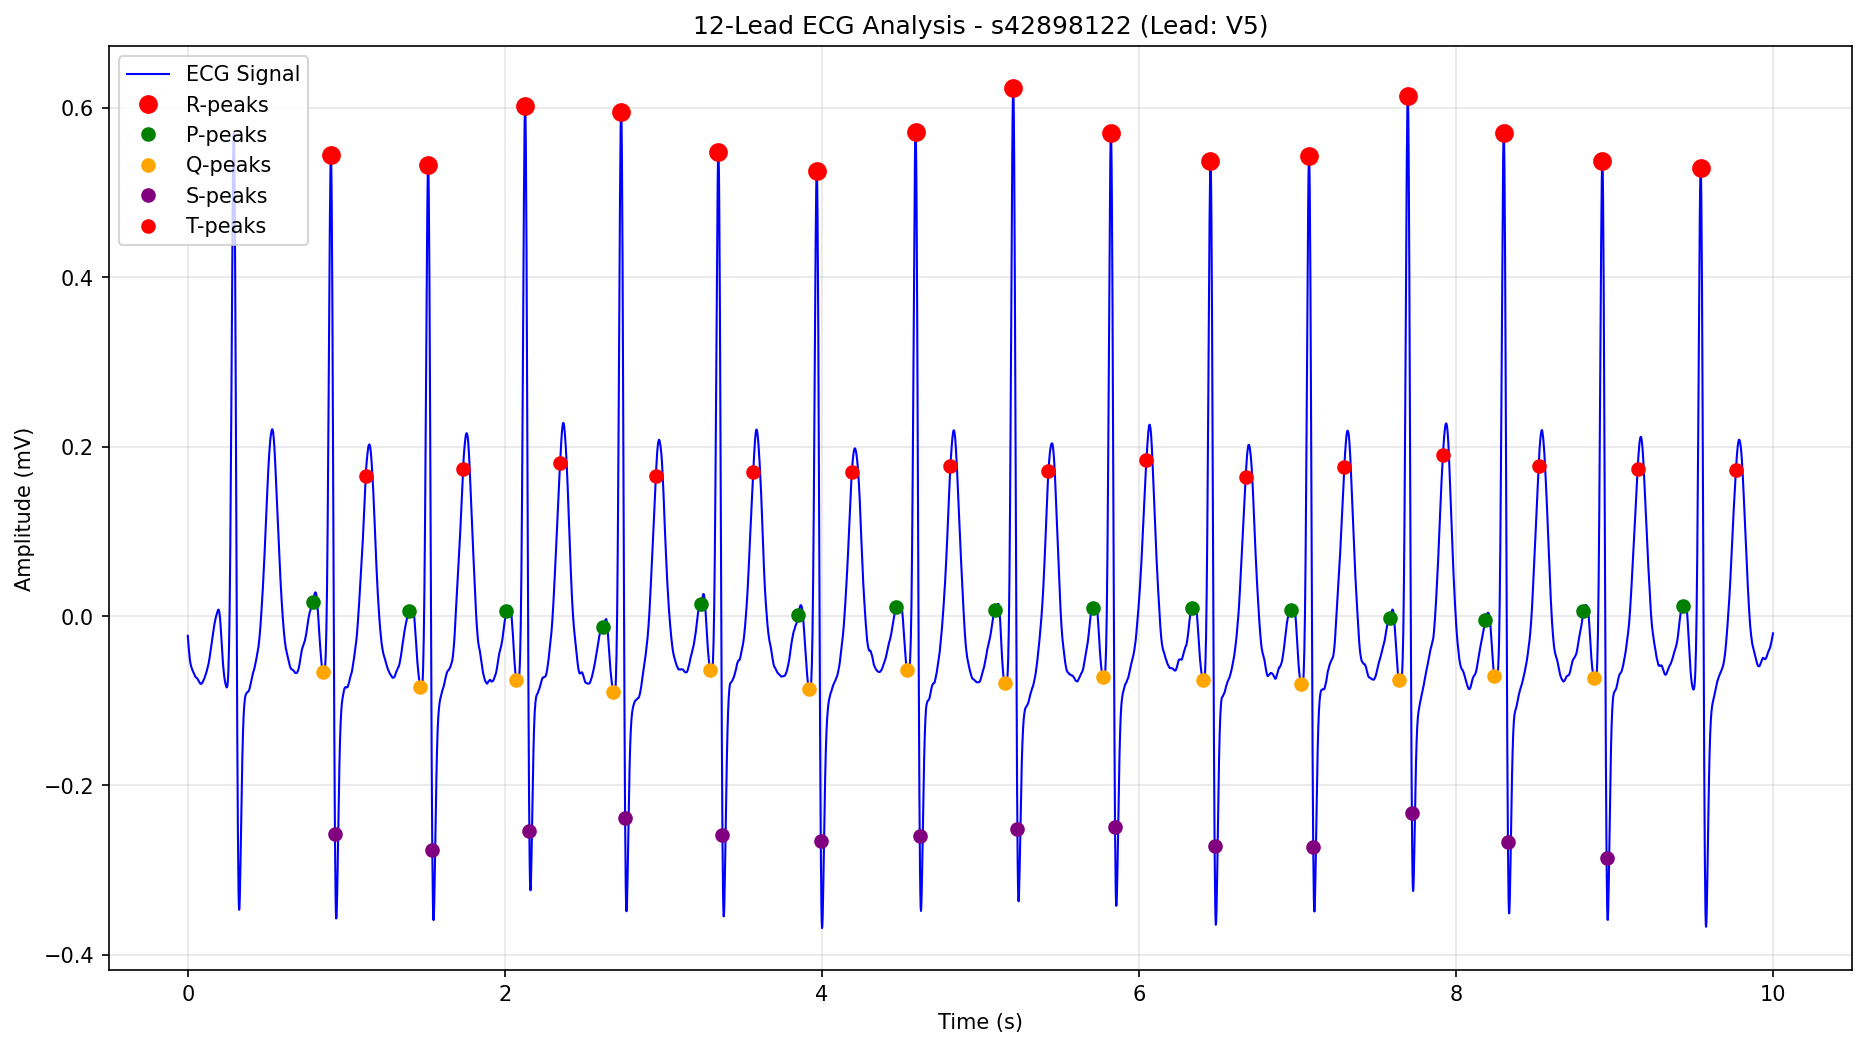 12-Lead ECG Analysis - s42898122 (Lead: V5)
ECG Signal
R-peaks
P-peaks
Q-peaks
S-peaks
T-peaks
Amplitude (mV)
0.6
0.4
0.2
0.0
−0.2
−0.4
0 2 4 6 8 10
Time (s)